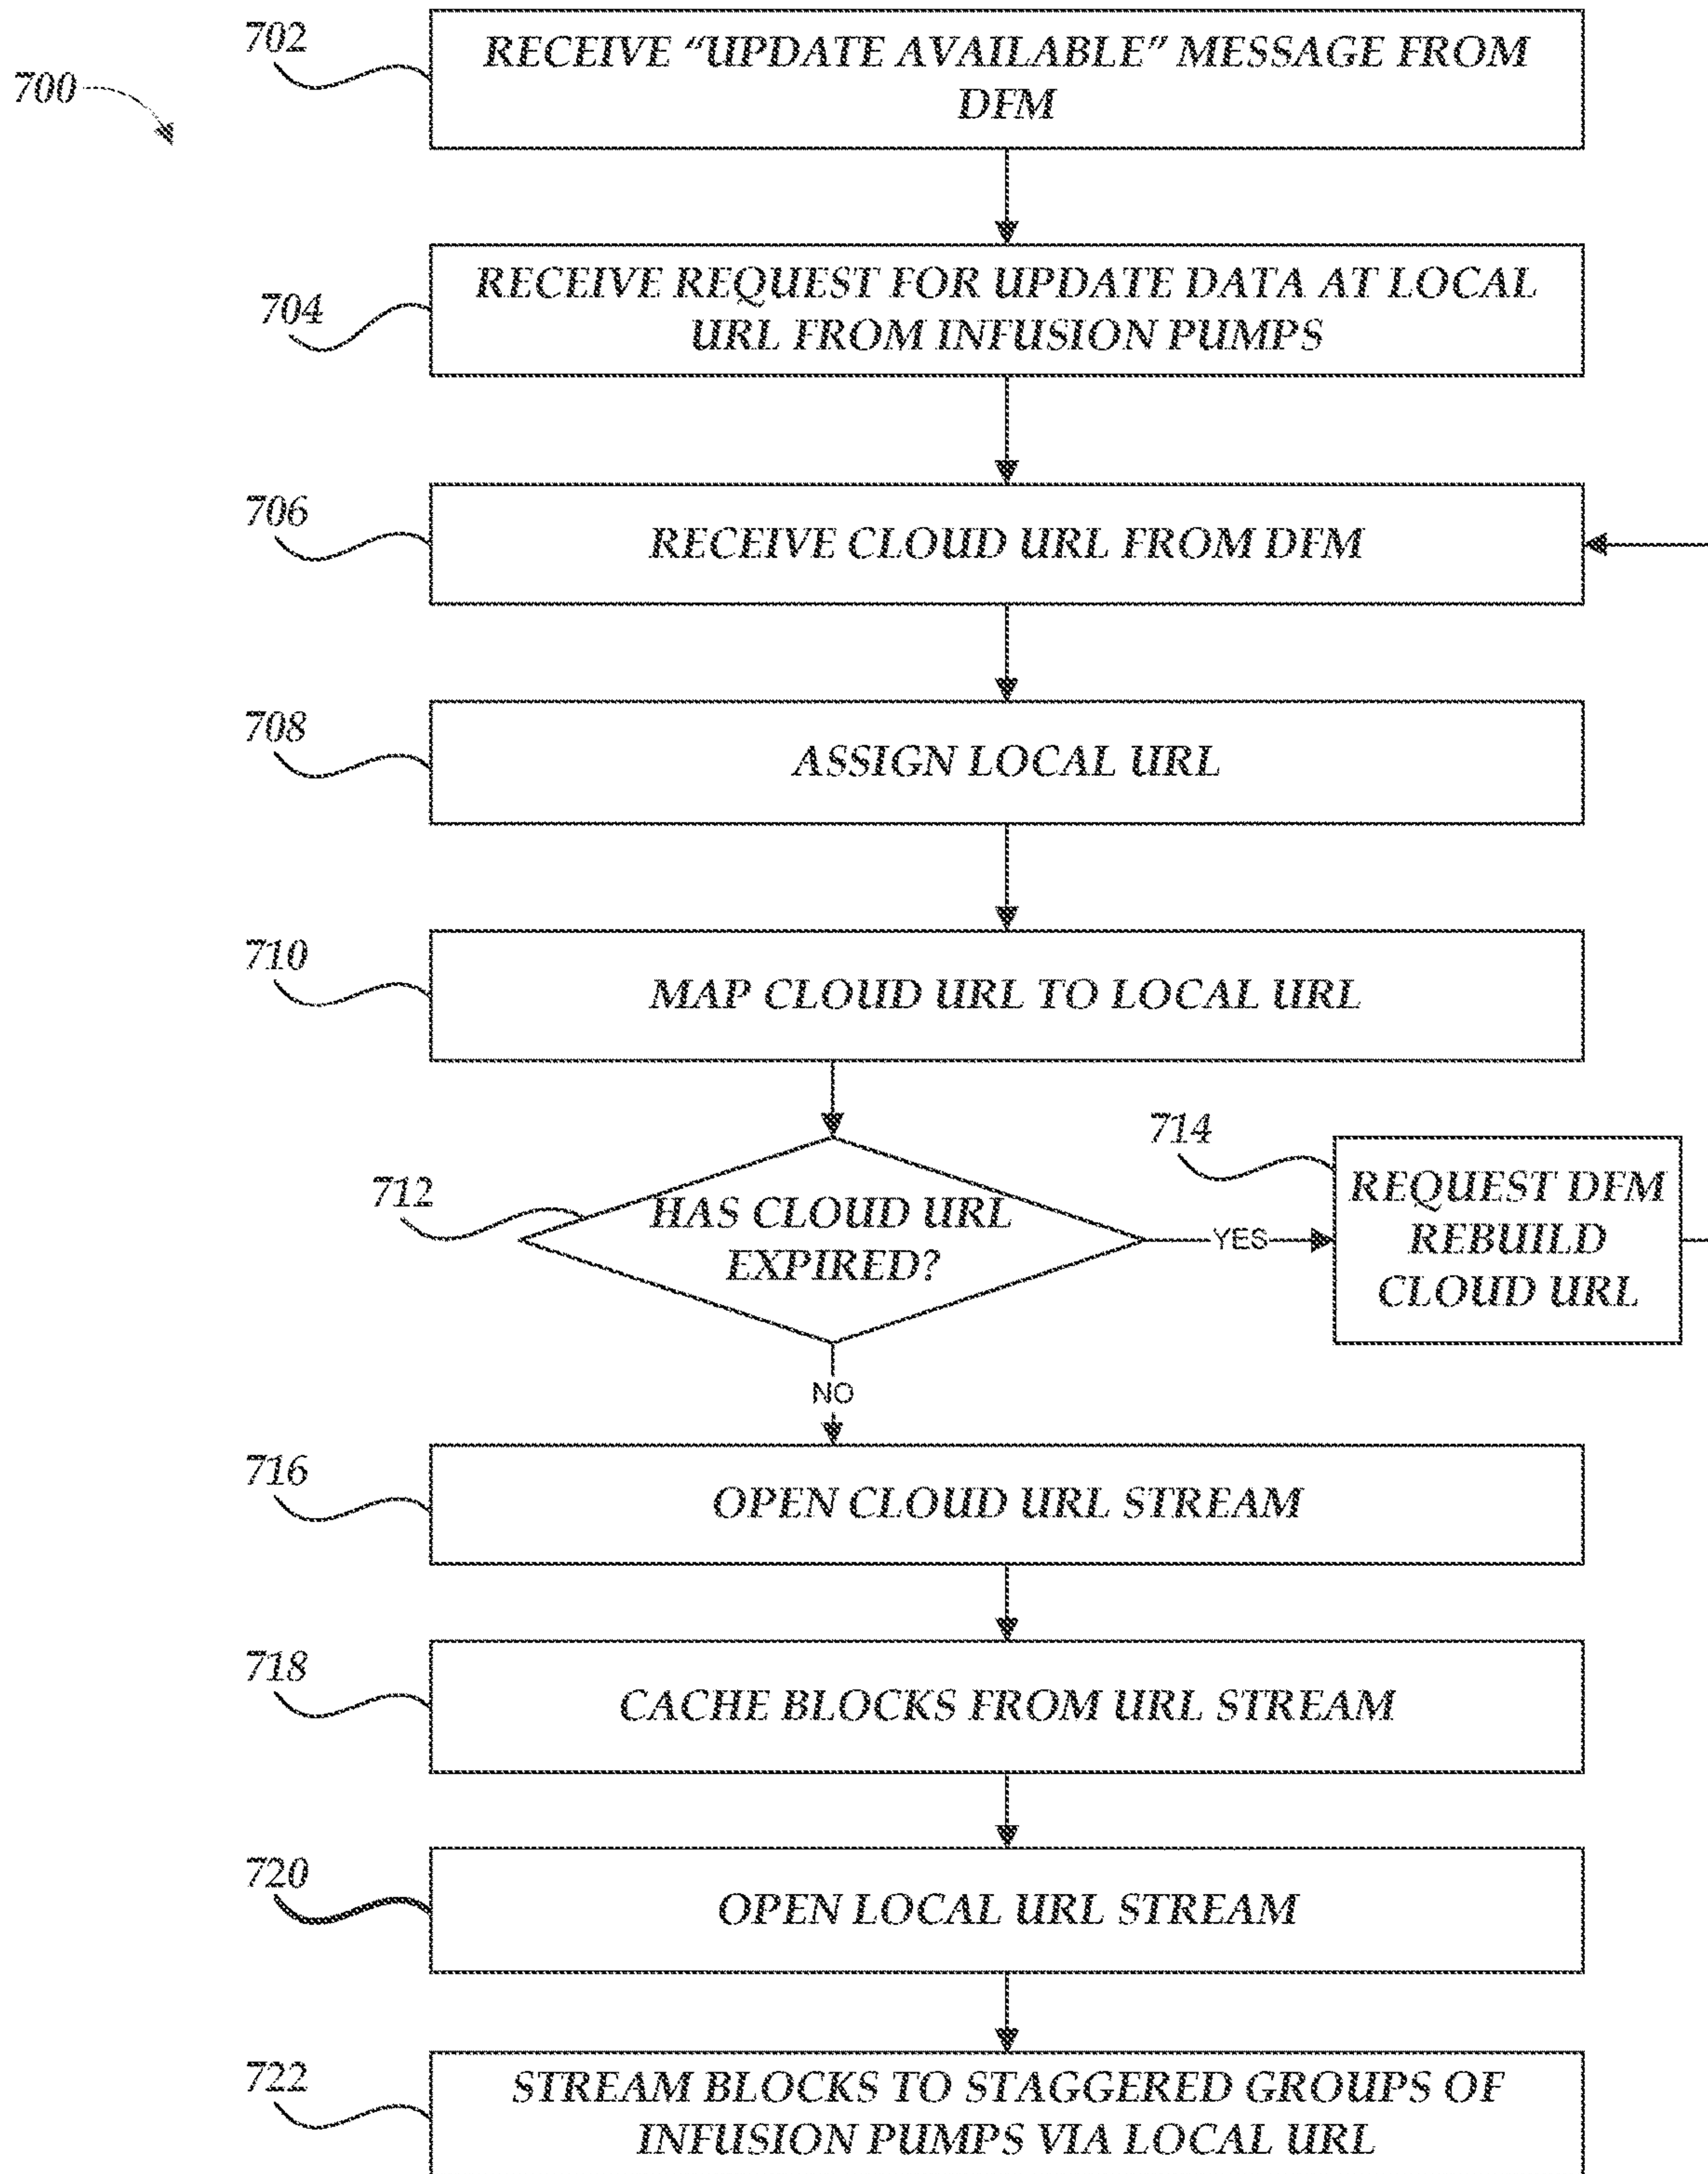 700
702
RECEIVE “UPDATE AVAILABLE” MESSAGE FROM
DFM
704
RECEIVE REQUEST FOR UPDATE DATA AT LOCAL
URL FROM INFUSION PUMPS
706
RECEIVE CLOUD URL FROM DFM
708
ASSIGN LOCAL URL
710
MAP CLOUD URL TO LOCAL URL
712
HAS CLOUD URL
EXPIRED?
YES
714
REQUEST DFM
REBUILD
CLOUD URL
NO
716
OPEN CLOUD URL STREAM
718
CACHE BLOCKS FROM URL STREAM
720
OPEN LOCAL URL STREAM
722
STREAM BLOCKS TO STAGGERED GROUPS OF
INFUSION PUMPS VIA LOCAL URL